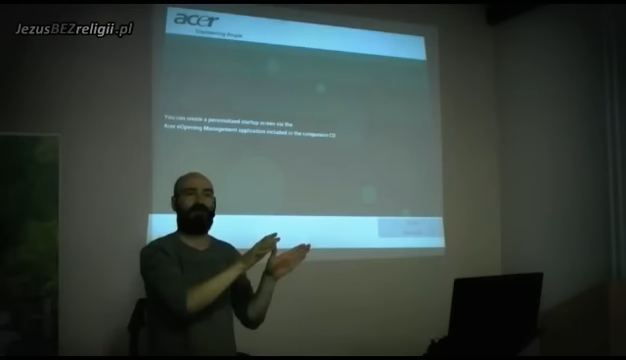 JezusBEZreligii.pl
acer
Empowering People
You can create a personalized startup screen via the
Acer eOpening Management application included in the companion CD